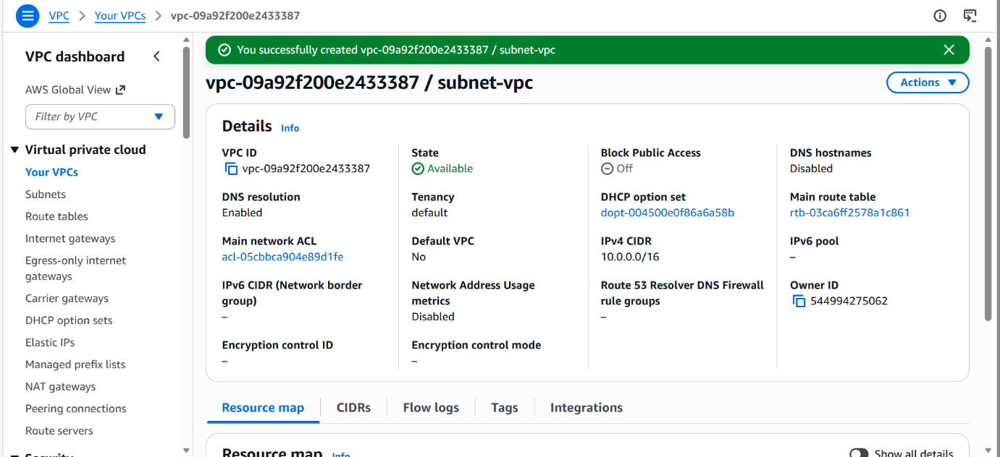 VPC > Your VPCs > vpc-09a92f200e2433387
VPC dashboard
AWS Global View
Filter by VPC
Virtual private cloud
Your VPCs
Subnets
Route tables
Internet gateways
Egress-only internet
gateways
Carrier gateways
DHCP option sets
Elastic IPs
Managed prefix lists
NAT gateways
Peering connections
Route servers
Security
You successfully created vpc-09a92f200e2433387 / subnet-vpc
vpc-09a92f200e2433387 / subnet-vpc
Actions
Details Info
VPC ID
vpc-09a92f200e2433387
State
Available
Block Public Access
Off
DNS hostnames
Disabled
DNS resolution
Enabled
Tenancy
default
DHCP option set
dopt-004500e0f86a6a58b
Main route table
rtb-03ca6ff2578a1c861
Main network ACL
acl-05cbbca904e89d1fe
Default VPC
No
IPv4 CIDR
10.0.0.0/16
IPv6 pool
–
IPv6 CIDR (Network border
group)
–
Network Address Usage
metrics
Disabled
Route 53 Resolver DNS Firewall
rule groups
–
Owner ID
544994275062
Encryption control ID
–
Encryption control mode
–
Resource map
CIDRs
Flow logs
Tags
Integrations
Resource map Info
Show all details